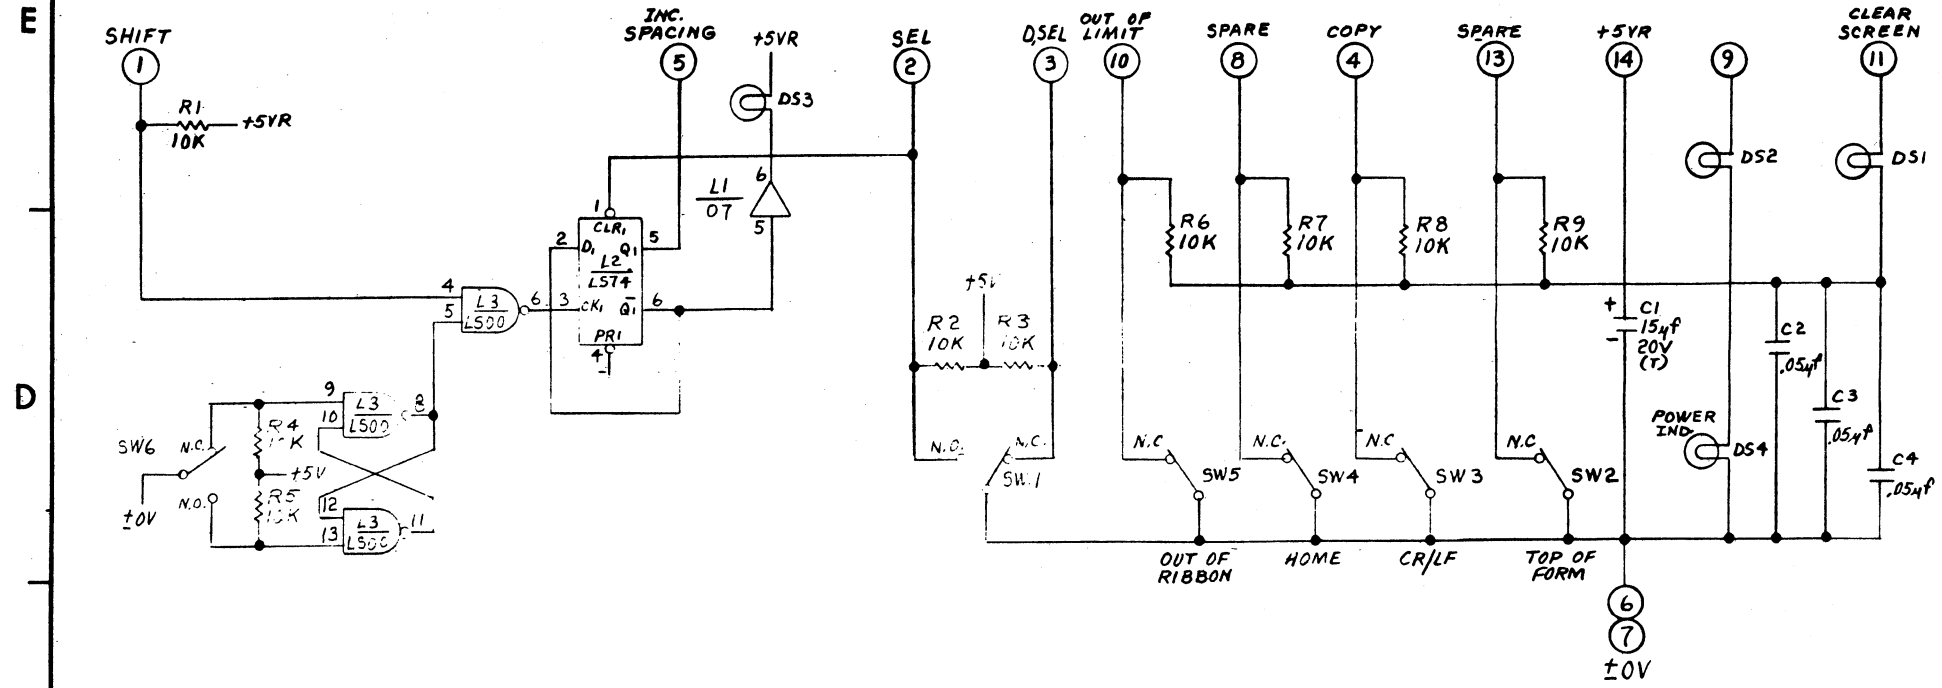 E
D
SHIFT
1
R1
10K
+5VR
INC.
SPACING
5
+5VR
DS3
SEL
2
D,SEL
3
OUT OF
LIMIT
10
SPARE
8
COPY
4
SPARE
13
+5VR
14
9
CLEAR
SCREEN
11
DS2
DS1
L1
07
6
5
1
CLR1
2
D1
Q1
5
L2
LS74
3
CK1
Q1
6
PR1
4
4
5
L3
LS00
6
R6
10K
R7
10K
R8
10K
R9
10K
+5V
R2
10K
R3
10K
+
C1
15µf
20V
(T)
-
C2
.05µf
C3
.05µf
C4
.05µf
9
10
L3
LS00
8
R4
10K
+5V
R5
10K
SW6
N.C.
N.O.
±0V
12
13
L3
LS00
11
N.O.
N.C.
SW1
N.C.
SW5
N.C.
SW4
N.C
SW3
N.C
SW2
POWER
IND.
DS4
OUT OF
RIBBON
HOME
CR/LF
TOP OF
FORM
6
7
±0V